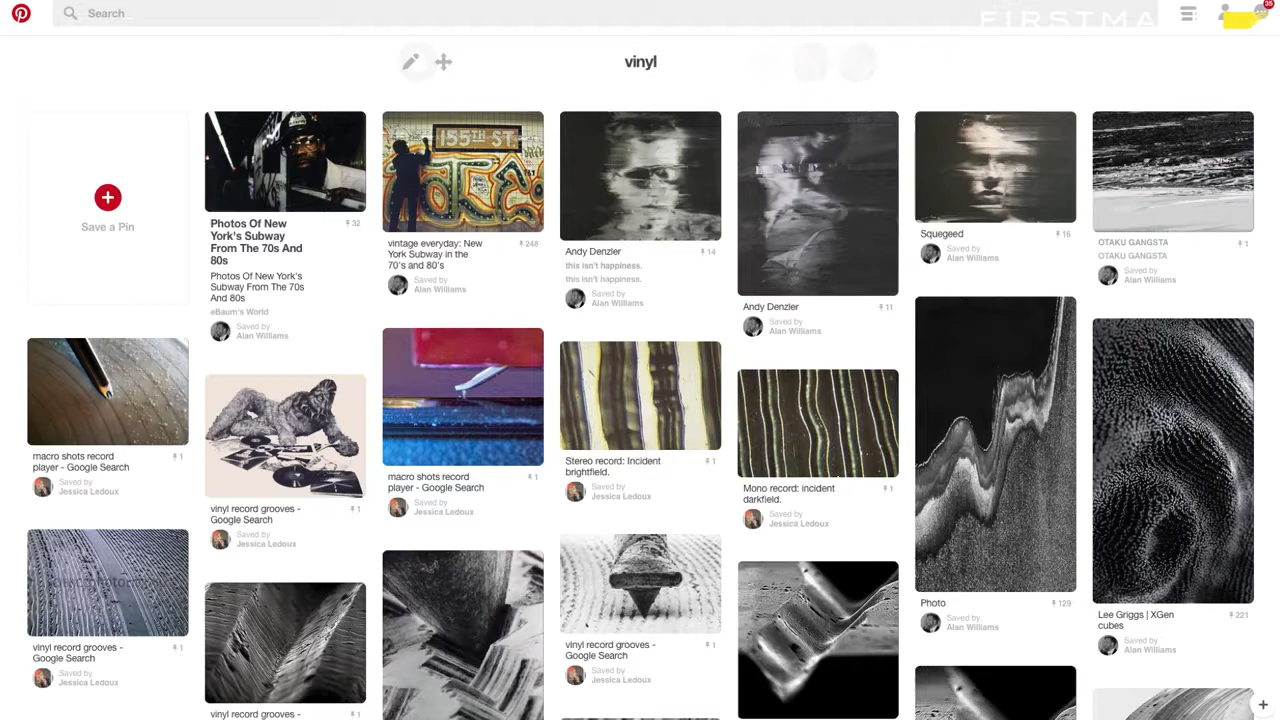 Search
FIRSTMA
35
vinyl
Save a Pin
Photos Of New
York's Subway
From The 70s And
80s
32
Photos Of New York's
Subway From The 70s
And 80s
eBaum's World
Saved by
Alan Williams
155TH ST.
vintage everyday: New
York Subway in the
70's and 80's
248
Saved by
Alan Williams
Andy Denzler
14
this isn't happiness.
this isn't happiness.
Saved by
Alan Williams
Andy Denzler
11
Saved by
Alan Williams
Squegeed
16
Saved by
Alan Williams
OTAKU GANGSTA
1
OTAKU GANGSTA
Saved by
Alan Williams
macro shots record
player - Google Search
1
Saved by
Jessica Ledoux
vinyl record grooves -
Google Search
1
Saved by
Jessica Ledoux
macro shots record
player - Google Search
1
Saved by
Jessica Ledoux
Stereo record: Incident
brightfield.
1
Saved by
Jessica Ledoux
Mono record: incident
darkfield.
1
Saved by
Jessica Ledoux
Photo
129
Saved by
Alan Williams
Lee Griggs | XGen
cubes
221
Saved by
Alan Williams
vinyl record grooves -
Google Search
1
Saved by
Jessica Ledoux
vinyl record grooves -
1
vinyl record grooves -
Google Search
1
Saved by
Jessica Ledoux